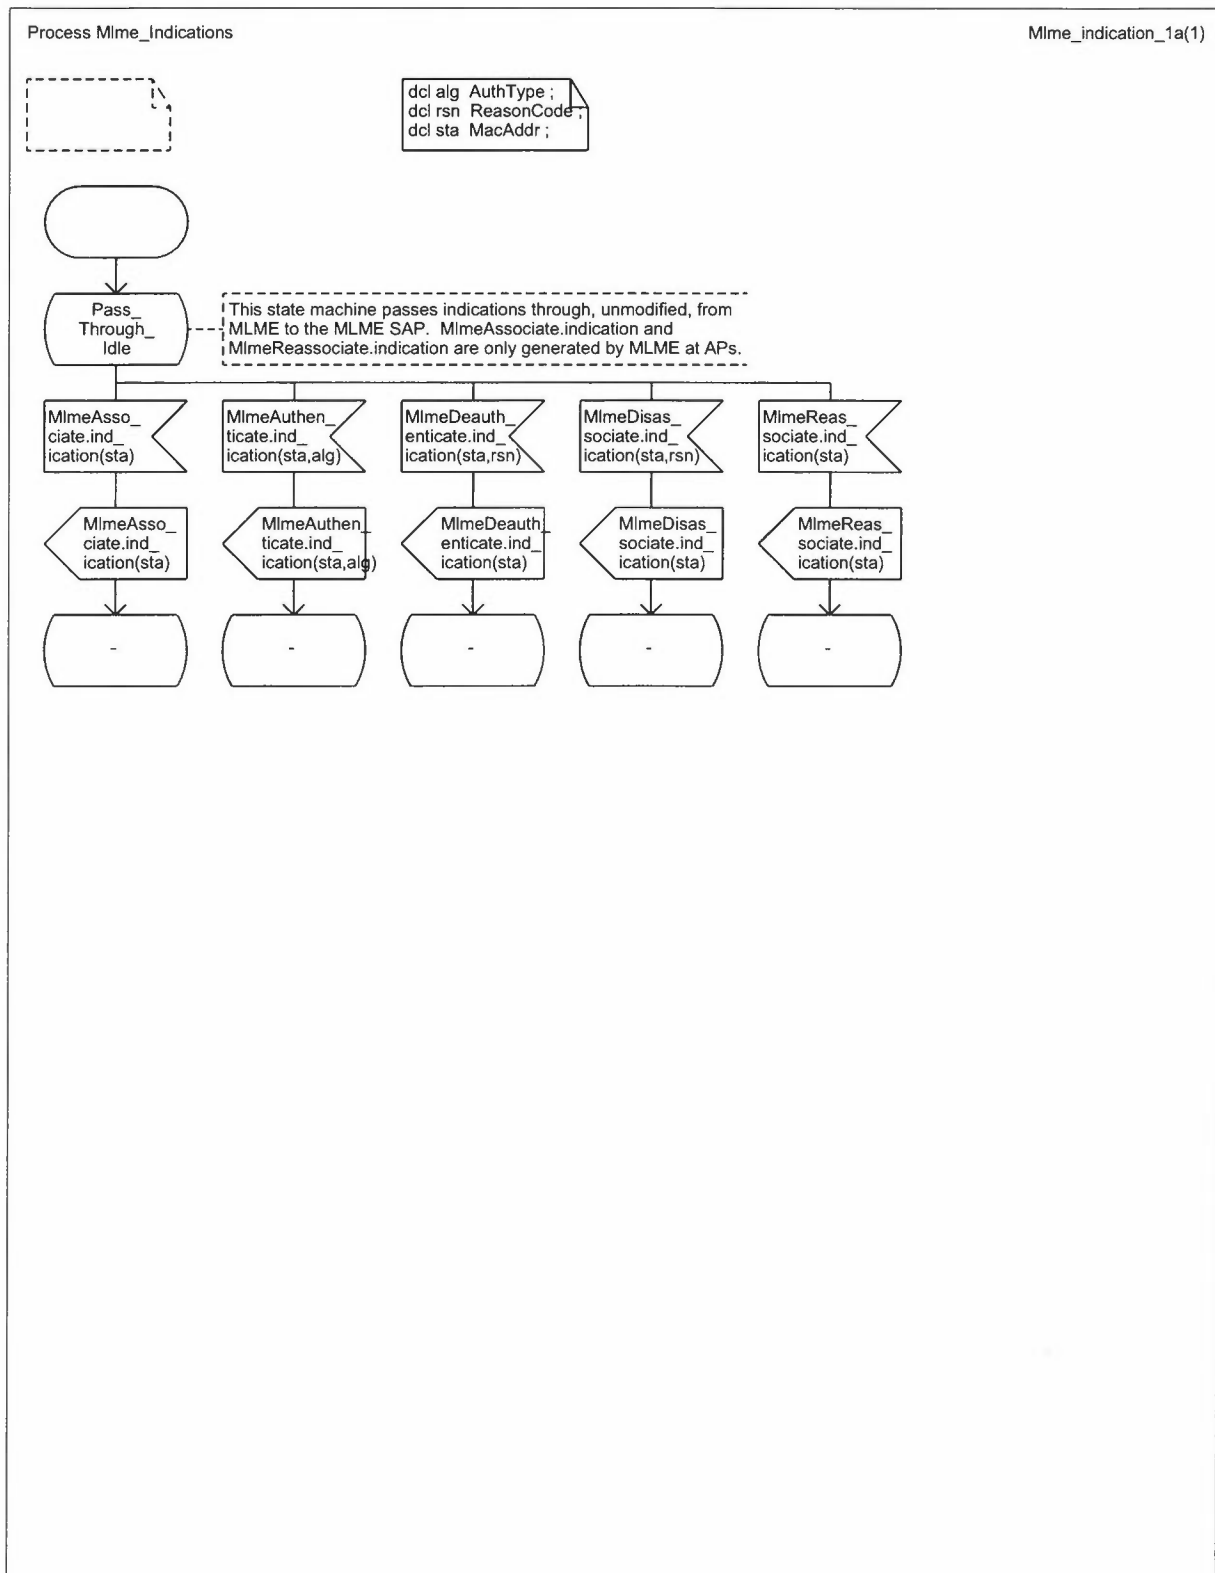 Process Mlme_Indications
Mlme_indication_1a(1)
dcl alg AuthType ;
dcl rsn ReasonCode ;
dcl sta MacAddr ;
Pass_
Through_
Idle
This state machine passes indications through, unmodified, from
MLME to the MLME SAP. MlmeAssociate.indication and
MlmeReassociate.indication are only generated by MLME at APs.
MlmeAsso_
ciate.ind_
ication(sta)
MlmeAuthen_
ticate.ind_
ication(sta,alg)
MlmeDeauth_
enticate.ind_
ication(sta,rsn)
MlmeDisas_
sociate.ind_
ication(sta,rsn)
MlmeReas_
sociate.ind_
ication(sta)
MlmeAsso_
ciate.ind_
ication(sta)
MlmeAuthen_
ticate.ind_
ication(sta,alg)
MlmeDeauth_
enticate.ind_
ication(sta)
MlmeDisas_
sociate.ind_
ication(sta)
MlmeReas_
sociate.ind_
ication(sta)
-
-
-
-
-